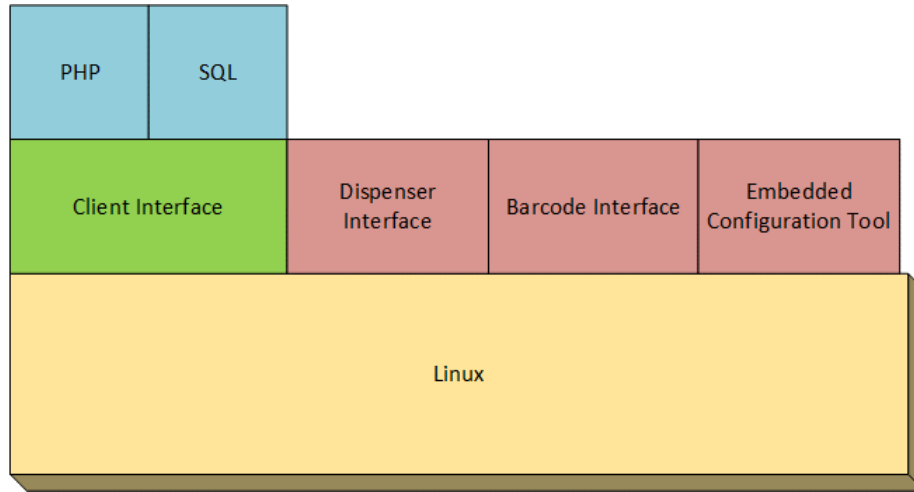 PHP
SQL
Client Interface
Dispenser
Interface
Barcode Interface
Embedded
Configuration Tool
Linux